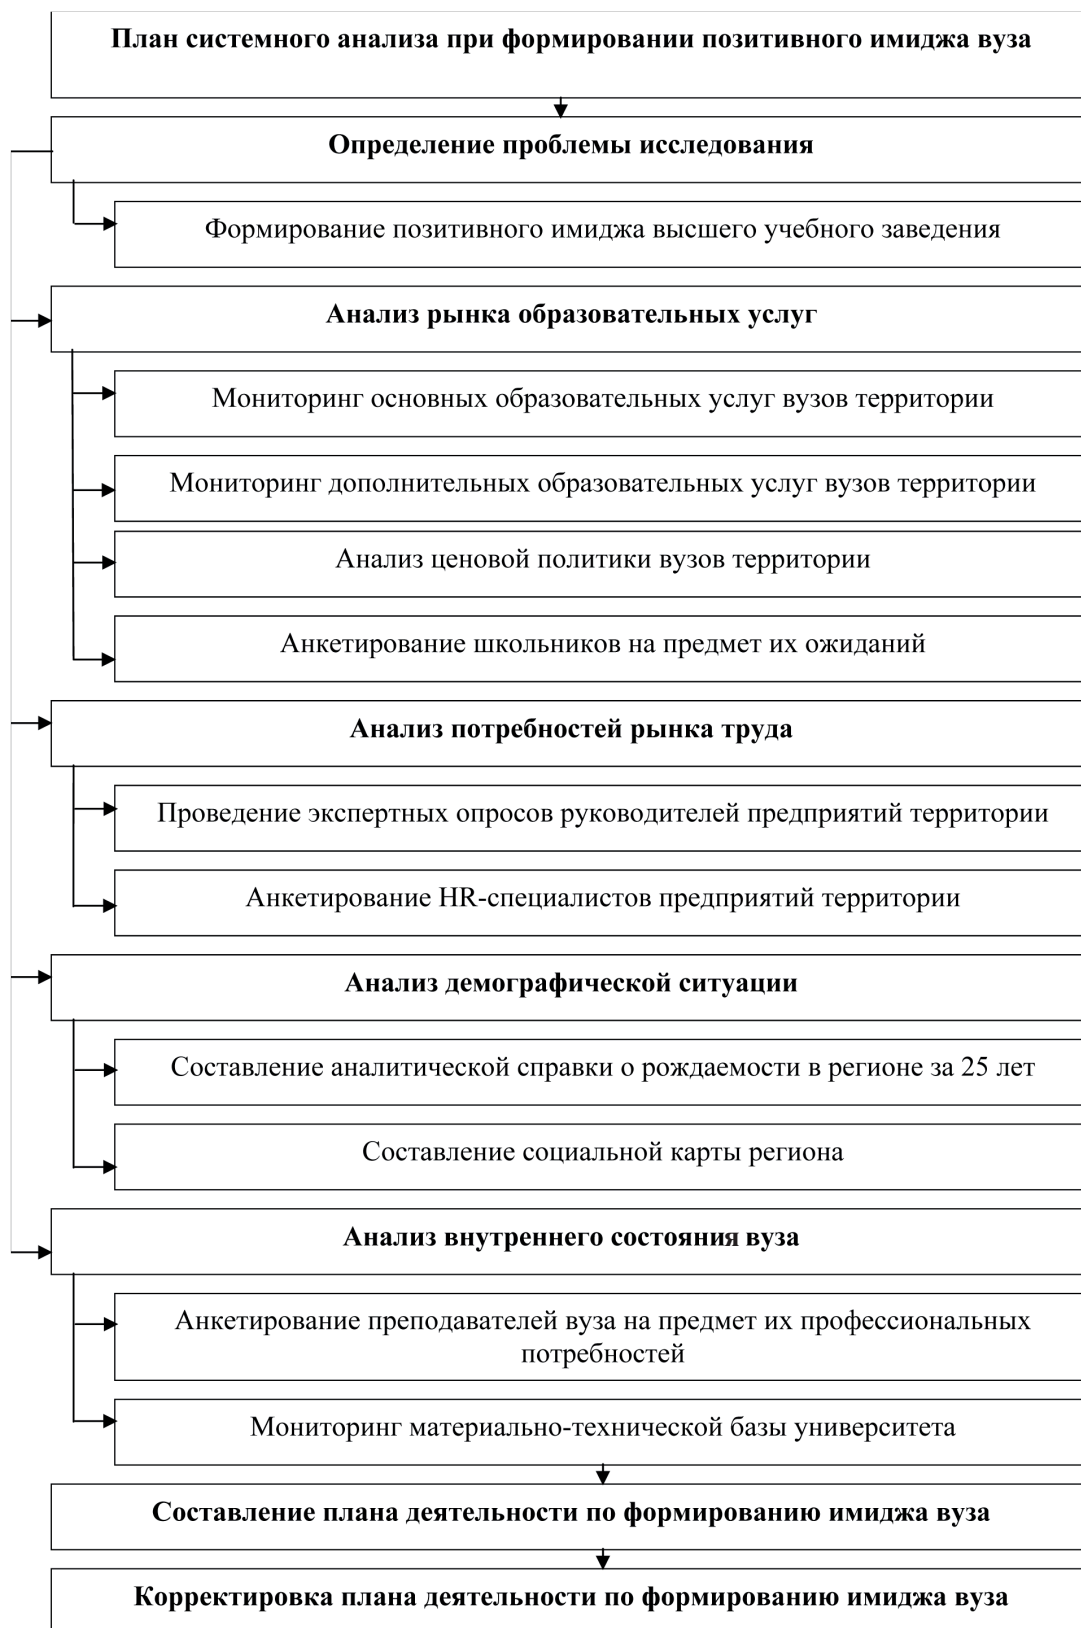 План системного анализа при формировании позитивного имиджа вуза
Определение проблемы исследования
Формирование позитивного имиджа высшего учебного заведения
Анализ рынка образовательных услуг
Мониторинг основных образовательных услуг вузов территории
Мониторинг дополнительных образовательных услуг вузов территории
Анализ ценовой политики вузов территории
Анкетирование школьников на предмет их ожиданий
Анализ потребностей рынка труда
Проведение экспертных опросов руководителей предприятий территории
Анкетирование HR-специалистов предприятий территории
Анализ демографической ситуации
Составление аналитической справки о рождаемости в регионе за 25 лет
Составление социальной карты региона
Анализ внутреннего состояния вуза
Анкетирование преподавателей вуза на предмет их профессиональных
потребностей
Мониторинг материально-технической базы университета
Составление плана деятельности по формированию имиджа вуза
Корректировка плана деятельности по формированию имиджа вуза